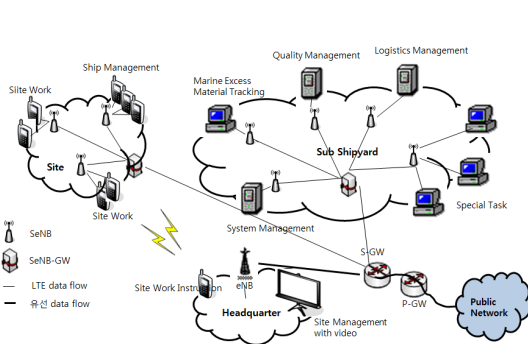 Quality Management
Logistics Management
Ship Management
Marine Excess
Material Tracking
Siite Work
Site
Sub Shipyard
Site Work
Special Task
System Management
SeNB
SeNB-GW
LTE data flow
유선 data flow
S-GW
P-GW
Site Work Instruction
eNB
Headquarter
Site Management
with video
Public
Network